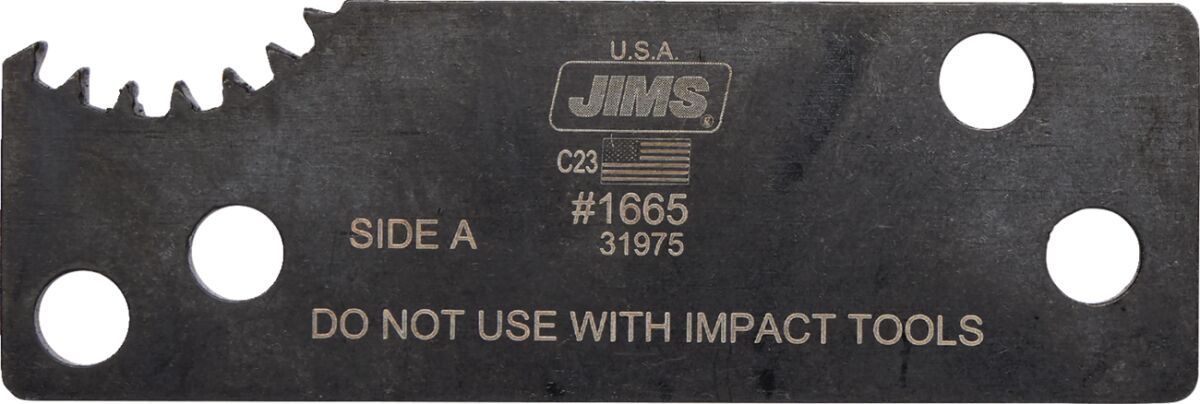 U.S.A.
JIMS®
C23
#1665
31975
SIDE A
DO NOT USE WITH IMPACT TOOLS